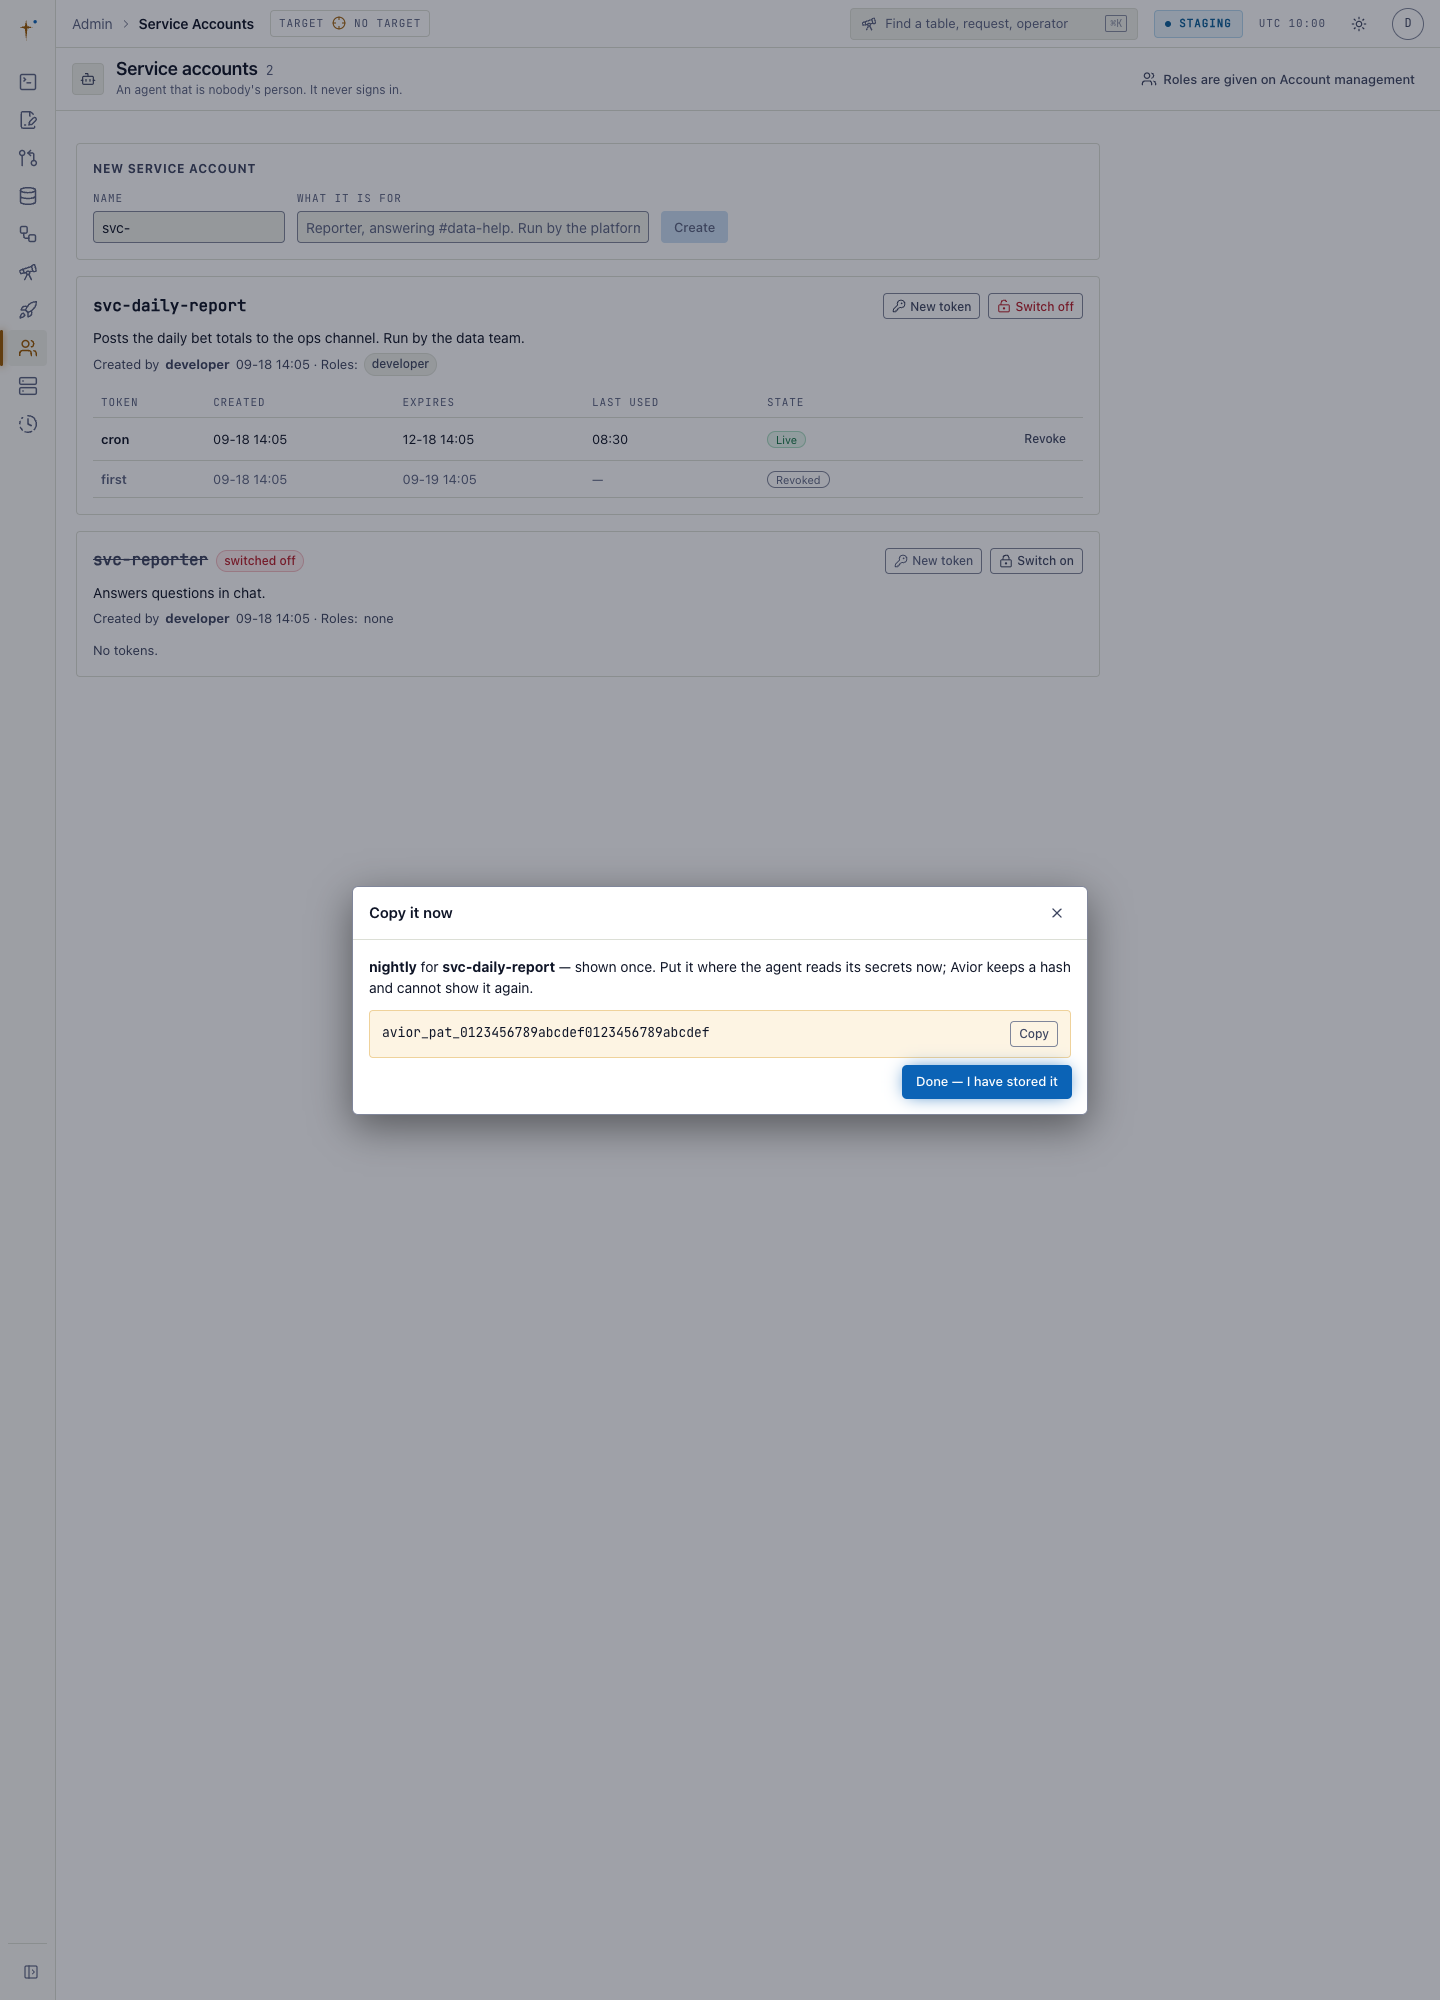 Admin > Service Accounts
TARGET NO TARGET
Find a table, request, operator ⌘K
STAGING
UTC 10:00
D
Service accounts 2
An agent that is nobody's person. It never signs in.
Roles are given on Account management
NEW SERVICE ACCOUNT
NAME WHAT IT IS FOR
svc- Reporter, answering #data-help. Run by the platform Create
svc-daily-report New token Switch off
Posts the daily bet totals to the ops channel. Run by the data team.
Created by developer 09-18 14:05 · Roles: developer
TOKEN CREATED EXPIRES LAST USED STATE
cron 09-18 14:05 12-18 14:05 08:30 Live Revoke
first 09-18 14:05 09-19 14:05 — Revoked
svc-reporter switched off New token Switch on
Answers questions in chat.
Created by developer 09-18 14:05 · Roles: none
No tokens.
Copy it now
nightly for svc-daily-report — shown once. Put it where the agent reads its secrets now; Avior keeps a hash
and cannot show it again.
avior_pat_0123456789abcdef0123456789abcdef Copy
Done — I have stored it